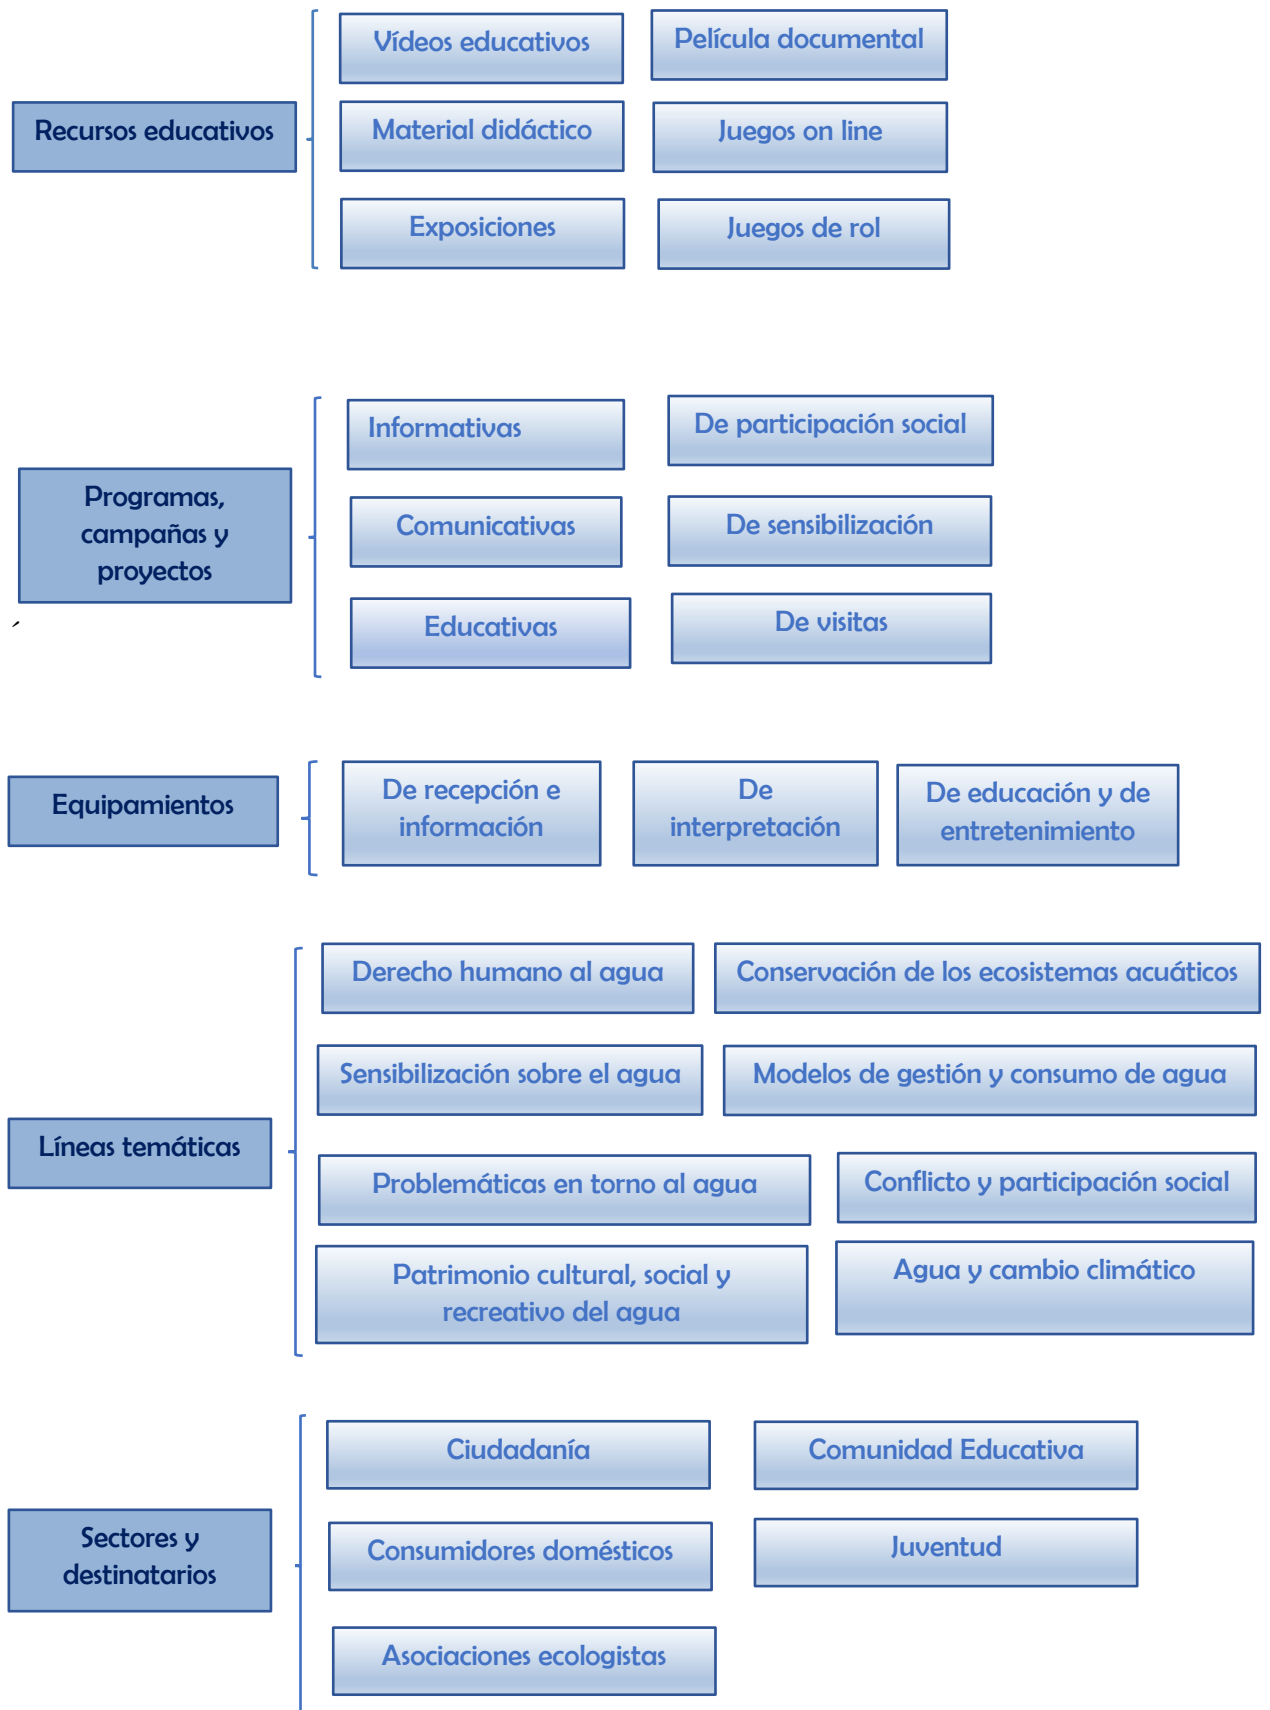 Recursos educativos
Vídeos educativos
Película documental
Material didáctico
Juegos on line
Exposiciones
Juegos de rol
Programas,
campañas y
proyectos
´
Informativas
De participación social
Comunicativas
De sensibilización
Educativas
De visitas
Equipamientos
De recepción e
información
De
interpretación
De educación y de
entretenimiento
Líneas temáticas
Derecho humano al agua
Conservación de los ecosistemas acuáticos
Sensibilización sobre el agua
Modelos de gestión y consumo de agua
Problemáticas en torno al agua
Conflicto y participación social
Patrimonio cultural, social y
recreativo del agua
Agua y cambio climático
Sectores y
destinatarios
Ciudadanía
Comunidad Educativa
Consumidores domésticos
Juventud
Asociaciones ecologistas